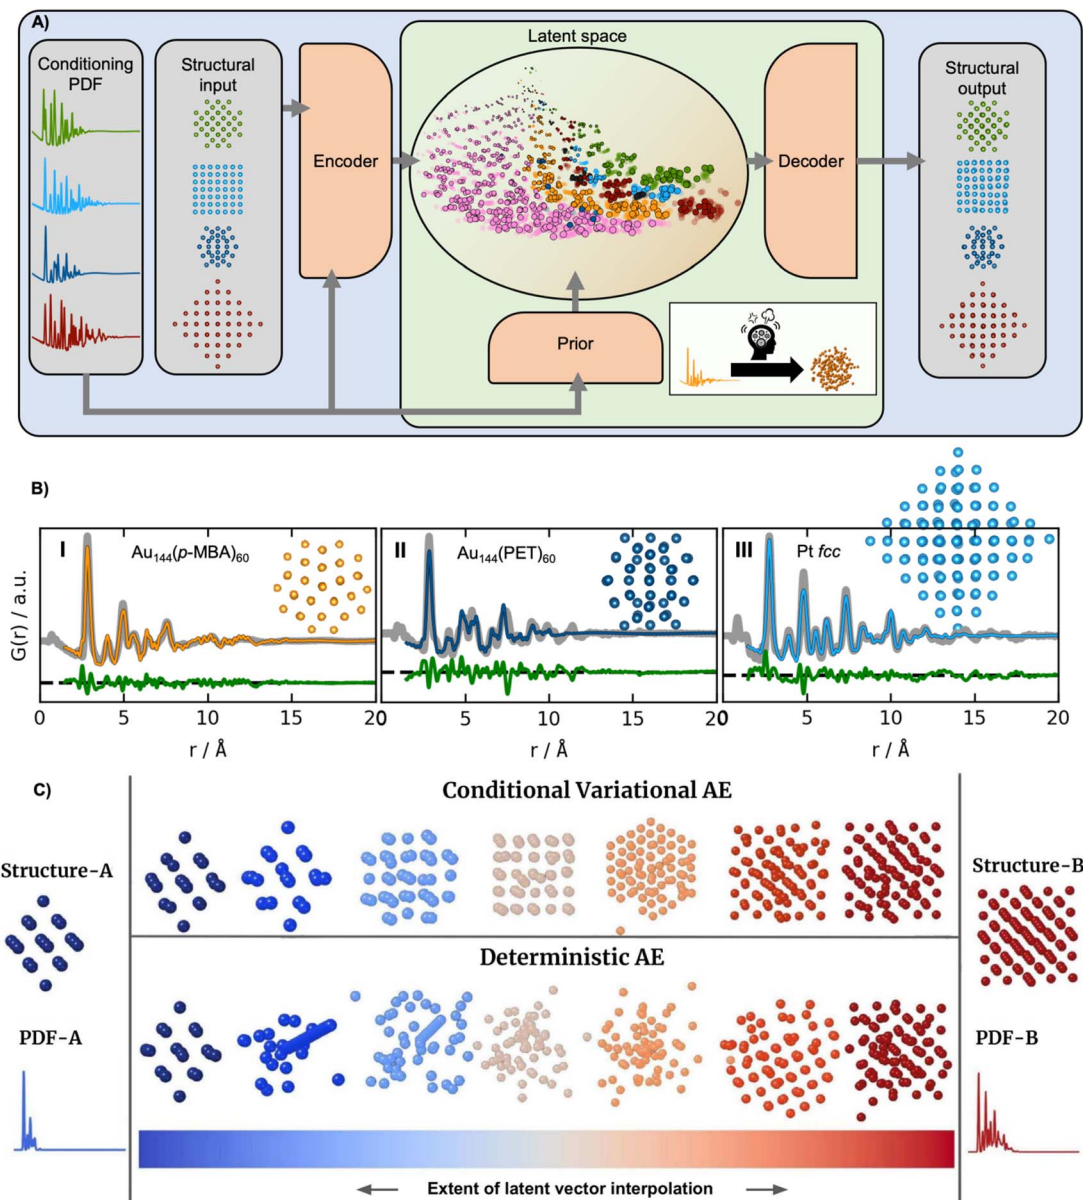 A)
Conditioning
PDF
Structural
input
Encoder
Latent space
Prior
Decoder
Structural
output
B)
G(r) / a.u.
I
Au144(p-MBA)60
II
Au144(PET)60
III
Pt fcc
0
5
10
15
20
5
10
15
20
5
10
15
20
r / Å
r / Å
r / Å
C)
Conditional Variational AE
Structure-A
Structure-B
Deterministic AE
PDF-A
PDF-B
Extent of latent vector interpolation